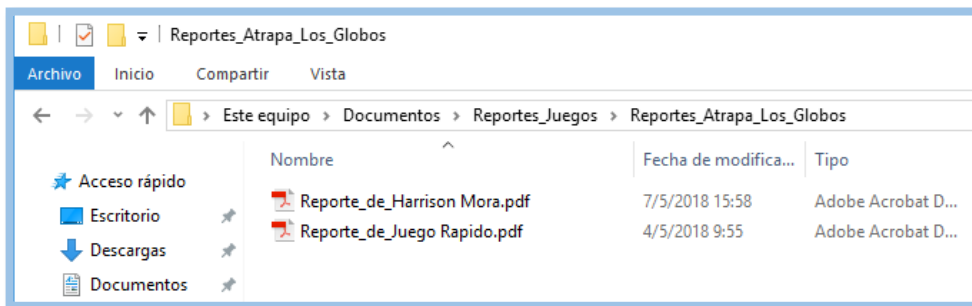 Reportes_Atrapa_Los_Globos
Archivo Inicio Compartir Vista
Este equipo > Documentos > Reportes_Juegos > Reportes_Atrapa_Los_Globos
Nombre Fecha de modifica... Tipo
Acceso rápido
Reporte_de_Harrison Mora.pdf 7/5/2018 15:58 Adobe Acrobat D...
Escritorio
Reporte_de_Juego Rapido.pdf 4/5/2018 9:55 Adobe Acrobat D...
Descargas
Documentos